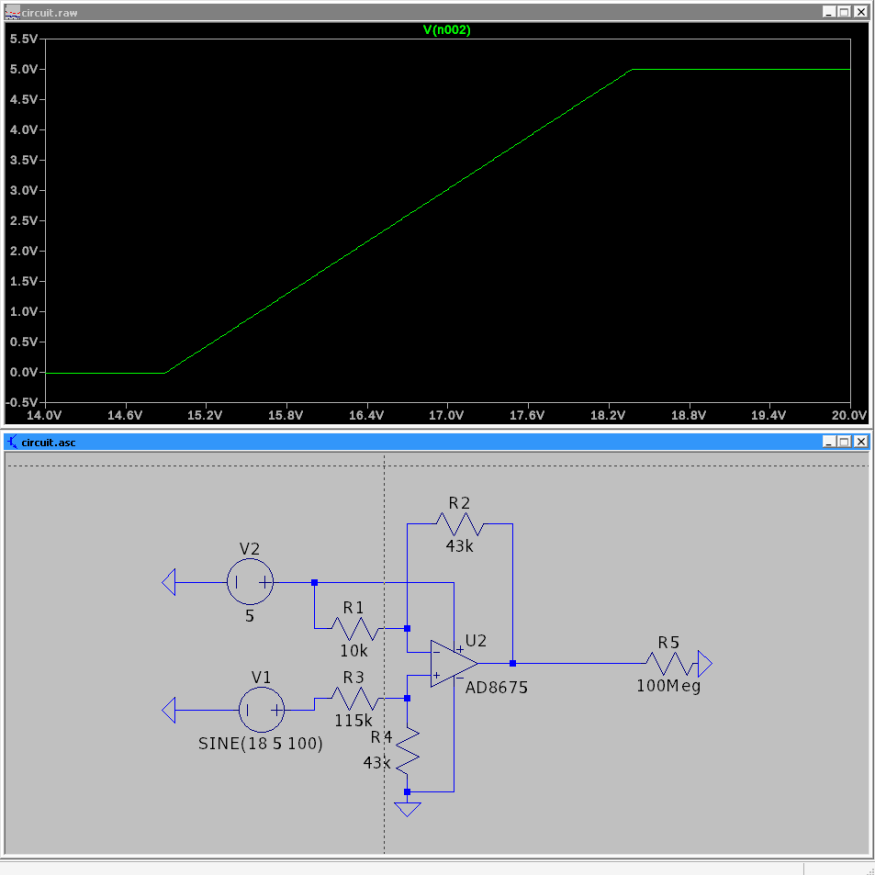 circuit.raw
V(n002)
5.5V
5.0V
4.5V
4.0V
3.5V
3.0V
2.5V
2.0V
1.5V
1.0V
0.5V
0.0V
-0.5V
14.0V 14.6V 15.2V 15.8V 16.4V 17.0V 17.6V 18.2V 18.8V 19.4V 20.0V
circuit.asc
R2
43k
V2
5
R1
10k
U2
AD8675
R5
100Meg
V1
SINE(18 5 100)
R3
115k
R4
43k